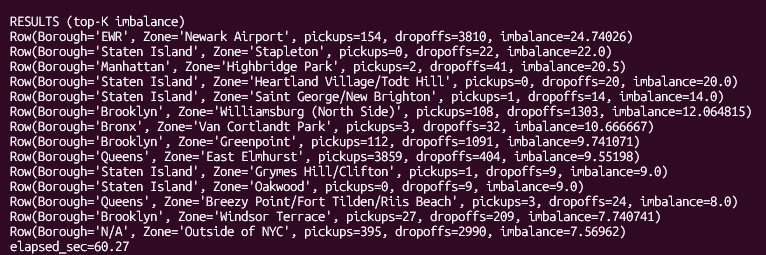 RESULTS (top-K imbalance)
Row(Borough='EWR', Zone='Newark Airport', pickups=154, dropoffs=3810, imbalance=24.74026)
Row(Borough='Staten Island', Zone='Stapleton', pickups=0, dropoffs=22, imbalance=22.0)
Row(Borough='Manhattan', Zone='Highbridge Park', pickups=2, dropoffs=41, imbalance=20.5)
Row(Borough='Staten Island', Zone='Heartland Village/Todt Hill', pickups=0, dropoffs=20, imbalance=20.0)
Row(Borough='Staten Island', Zone='Saint George/New Brighton', pickups=1, dropoffs=14, imbalance=14.0)
Row(Borough='Brooklyn', Zone='Williamsburg (North Side)', pickups=108, dropoffs=1303, imbalance=12.064815)
Row(Borough='Bronx', Zone='Van Cortlandt Park', pickups=3, dropoffs=32, imbalance=10.666667)
Row(Borough='Brooklyn', Zone='Greenpoint', pickups=112, dropoffs=1091, imbalance=9.741071)
Row(Borough='Queens', Zone='East Elmhurst', pickups=3859, dropoffs=404, imbalance=9.55198)
Row(Borough='Staten Island', Zone='Grymes Hill/Clifton', pickups=1, dropoffs=9, imbalance=9.0)
Row(Borough='Staten Island', Zone='Oakwood', pickups=0, dropoffs=9, imbalance=9.0)
Row(Borough='Queens', Zone='Breezy Point/Fort Tilden/Riis Beach', pickups=3, dropoffs=24, imbalance=8.0)
Row(Borough='Brooklyn', Zone='Windsor Terrace', pickups=27, dropoffs=209, imbalance=7.740741)
Row(Borough='N/A', Zone='Outside of NYC', pickups=395, dropoffs=2990, imbalance=7.56962)
elapsed_sec=60.27